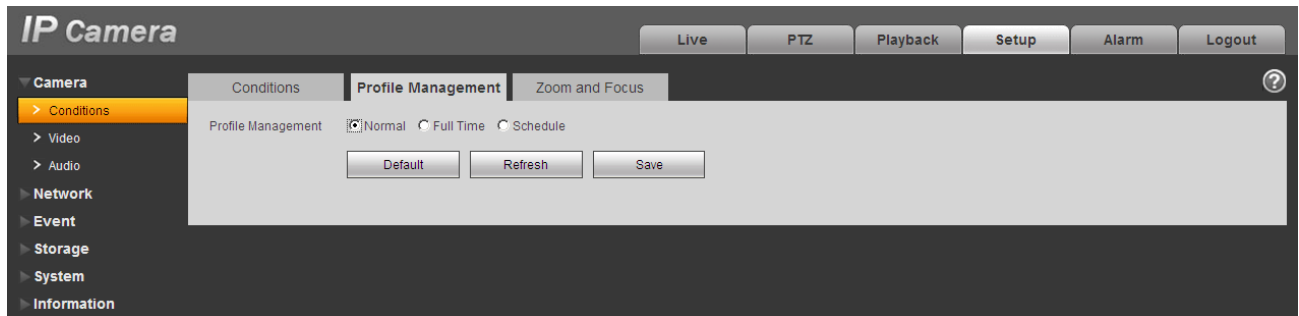 IP Camera
Live PTZ Playback Setup Alarm Logout
Camera
Conditions
Video
Audio
Network
Event
Storage
System
Information
Conditions Profile Management Zoom and Focus
?
Profile Management Normal Full Time Schedule
Default Refresh Save